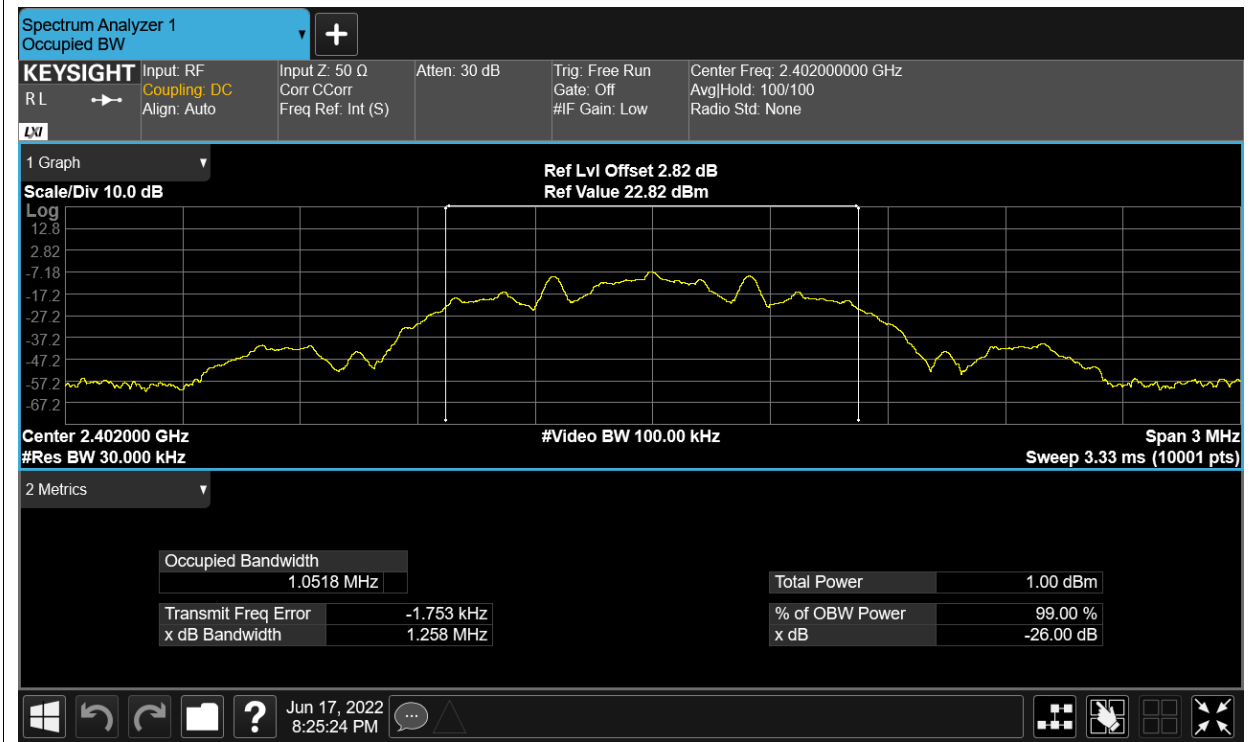 Spectrum Analyzer 1
Occupied BW
KEYSIGHT Input: RF Input Z: 50 Ω Atten: 30 dB Trig: Free Run Center Freq: 2.402000000 GHz
R L Coupling: DC Corr CCorr Gate: Off Avg|Hold: 100/100
Align: Auto Freq Ref: Int (S) #IF Gain: Low Radio Std: None
LXI
1 Graph
Ref Lvl Offset 2.82 dB
Scale/Div 10.0 dB Ref Value 22.82 dBm
Log
12.8
2.82
-7.18
-17.2
-27.2
-37.2
-47.2
-57.2
-67.2
Center 2.402000 GHz #Video BW 100.00 kHz Span 3 MHz
#Res BW 30.000 kHz Sweep 3.33 ms (10001 pts)
2 Metrics
Occupied Bandwidth
1.0518 MHz Total Power 1.00 dBm
Transmit Freq Error -1.753 kHz % of OBW Power 99.00 %
x dB Bandwidth 1.258 MHz x dB -26.00 dB
? Jun 17, 2022
8:25:24 PM